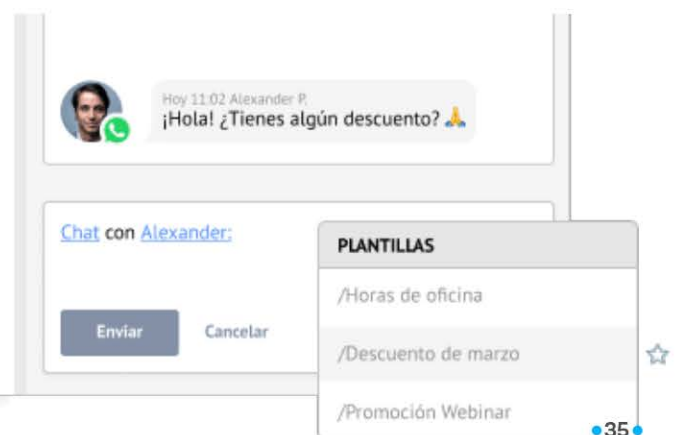 Hoy 11:02 Alexander P.
¡Hola! ¿Tienes algún descuento? 🙏
Chat con Alexander:
Enviar Cancelar
PLANTILLAS
/Horas de oficina
/Descuento de marzo
/Promoción Webinar
•35•